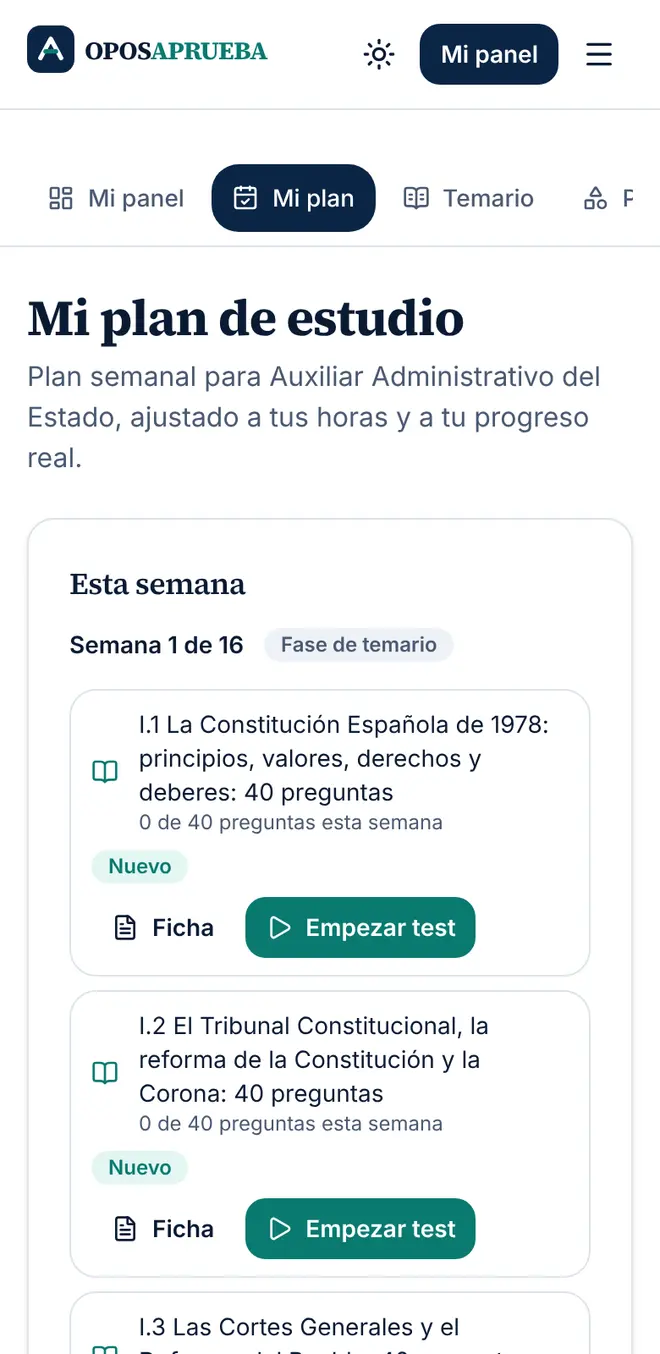 OPOSAPRUEBA
Mi panel
Mi panel
Mi plan
Temario
Mi plan de estudio
Plan semanal para Auxiliar Administrativo del
Estado, ajustado a tus horas y a tu progreso
real.
Esta semana
Semana 1 de 16
Fase de temario
I.1 La Constitución Española de 1978:
principios, valores, derechos y
deberes: 40 preguntas
0 de 40 preguntas esta semana
Nuevo
Ficha
Empezar test
I.2 El Tribunal Constitucional, la
reforma de la Constitución y la
Corona: 40 preguntas
0 de 40 preguntas esta semana
Nuevo
Ficha
Empezar test
I.3 Las Cortes Generales y el